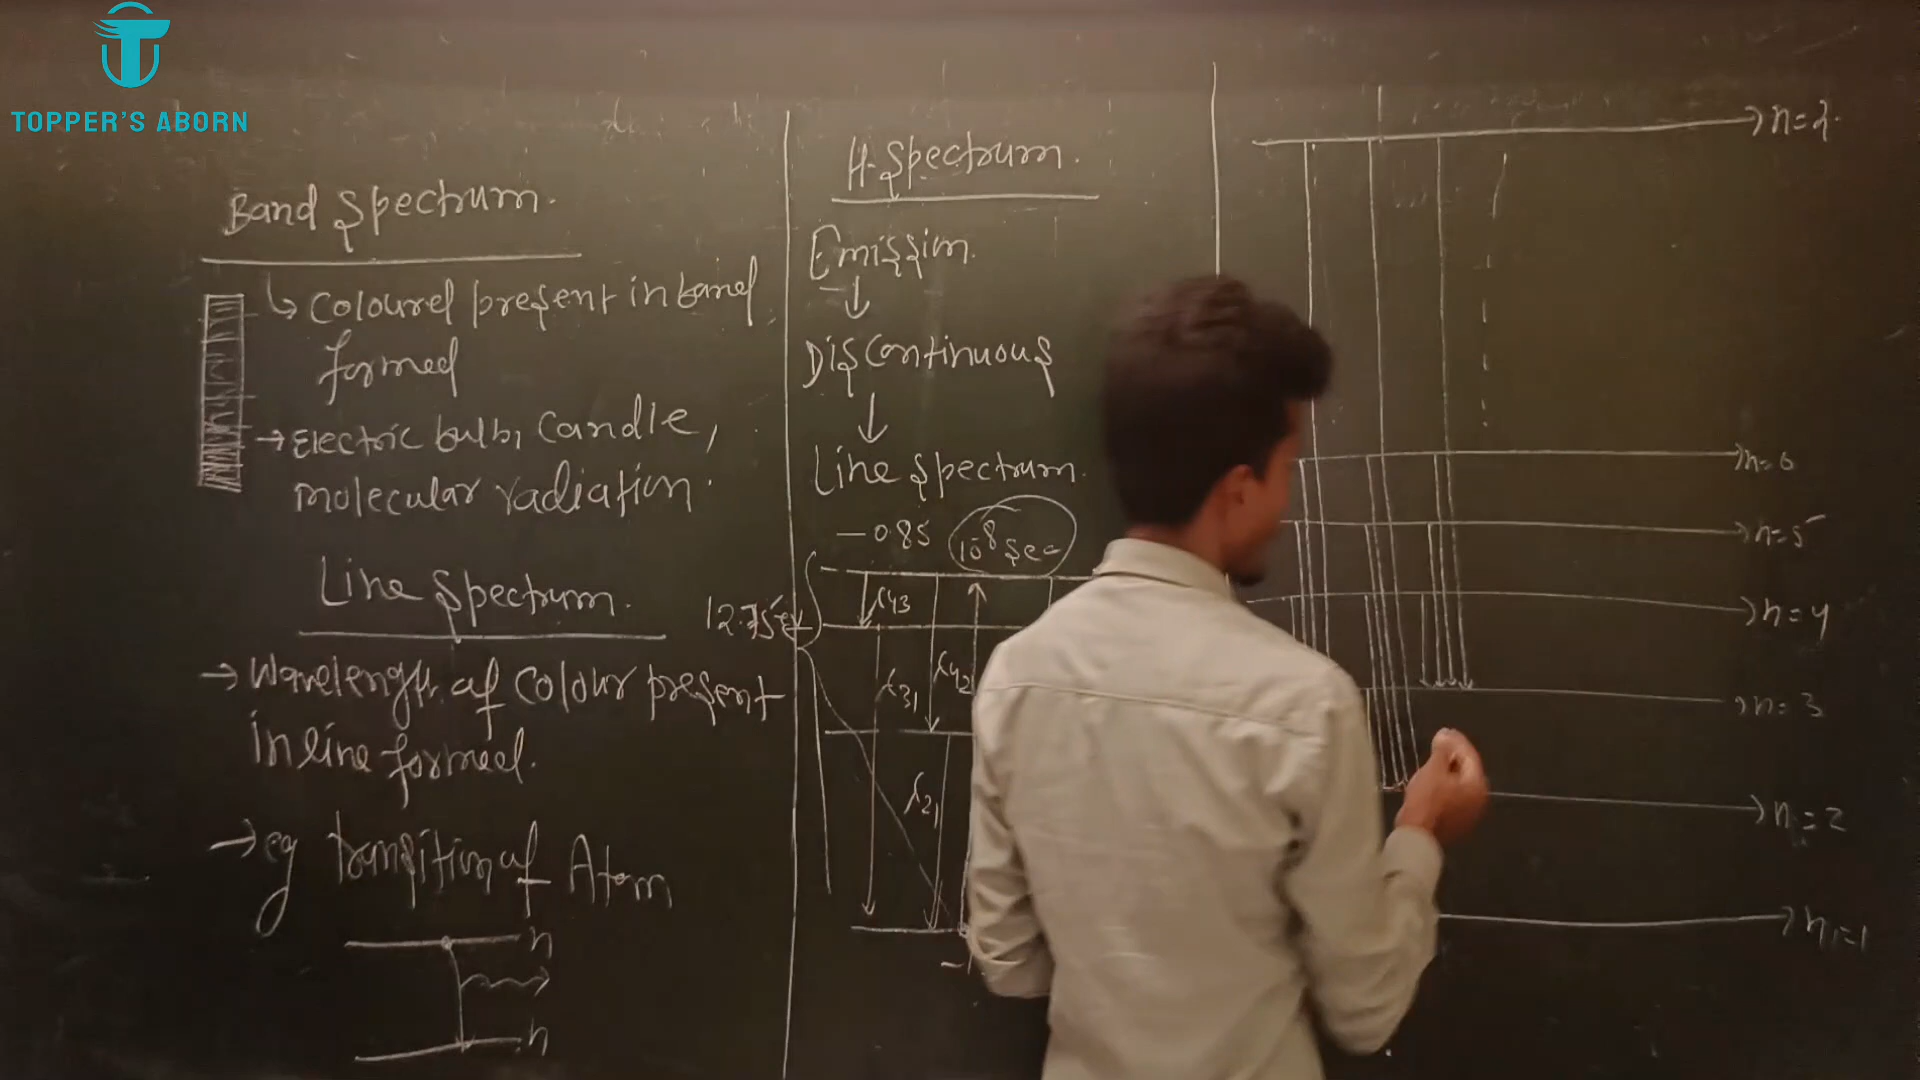 TOPPER'S ABORN
Band Spectrum.
↳ Coloured present in band
formed
→ Electric bulb, Candle,
molecular radiation.
Line Spectrum.
→ Wavelength of Colour present
in line formed.
→ eg transition of Atom
n
n
H-Spectrum.
Emission.
↓
Discontinuous
↓
Line Spectrum.
-0.85 10⁻⁸ Sec
λ43
12.75ev
λ31 λ42
λ21
n=6
n=5
n=4
n=3
n=2
n=1